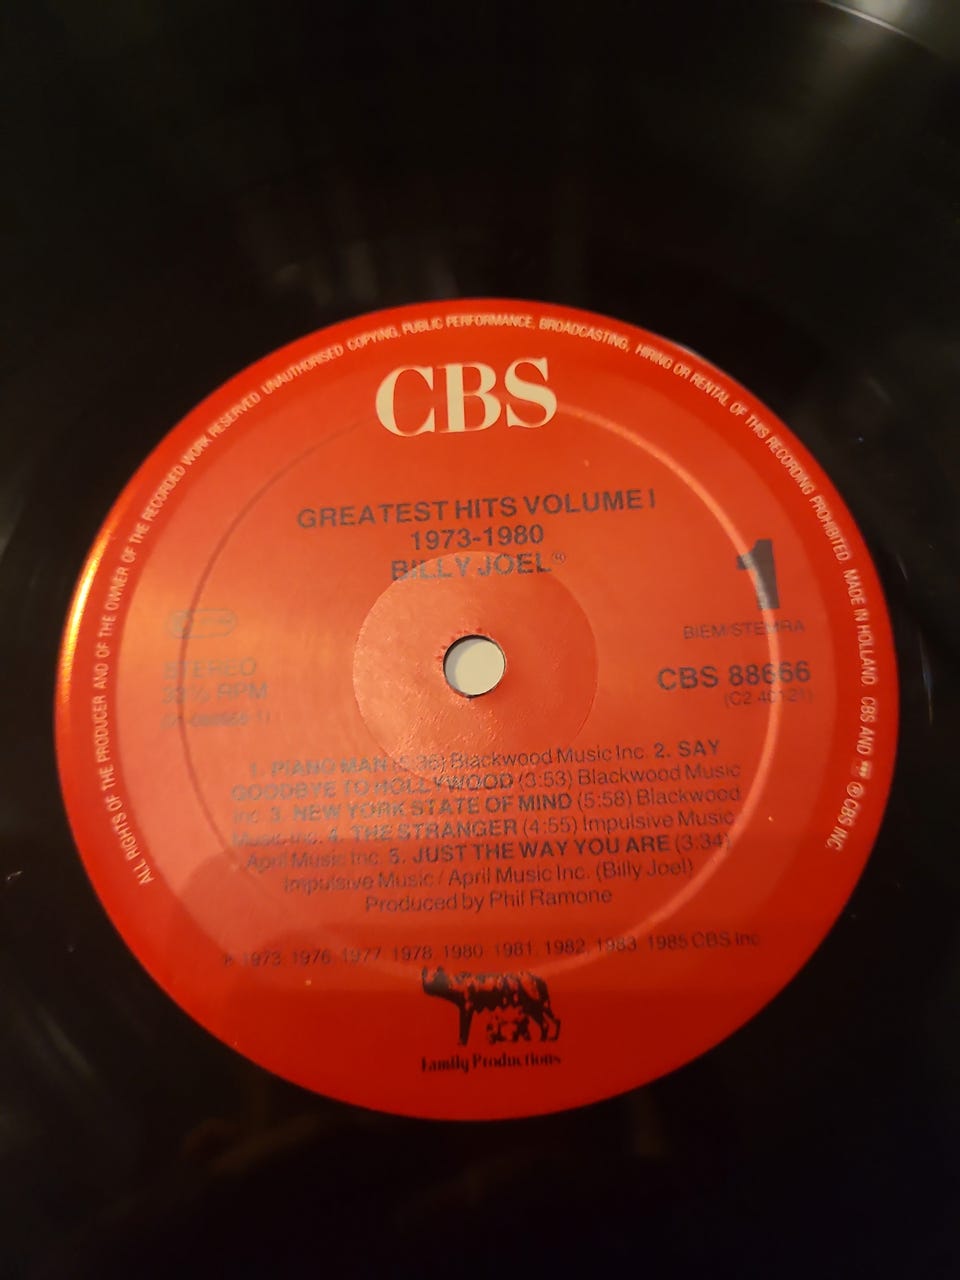 ALL RIGHTS OF THE PRODUCER AND OF THE OWNER OF THE RECORDED WORK RESERVED UNAUTHORISED COPYING, PUBLIC PERFORMANCE, BROADCASTING, HIRING OR RENTAL OF THIS RECORDING PROHIBITED. MADE IN HOLLAND. CBS AND ℗ © CBS INC.
CBS
GREATEST HITS VOLUME I
1973-1980
BILLY JOEL®
1
BIEM/STEMRA
STEREO
33⅓ RPM
CBS 88666
(C2 40121)
1. PIANO MAN Blackwood Music Inc. 2. SAY
GOODBYE TO HOLLYWOOD (3:53) Blackwood Music
Inc. 3. NEW YORK STATE OF MIND (5:58) Blackwood
Music Inc. 4. THE STRANGER (4:55) Impulsive Music/
April Music Inc. 5. JUST THE WAY YOU ARE (3:34)
Impulsive Music / April Music Inc. (Billy Joel)
Produced by Phil Ramone
℗ 1973, 1976, 1977, 1978, 1980, 1981, 1982, 1983, 1985 CBS Inc.
Family Productions